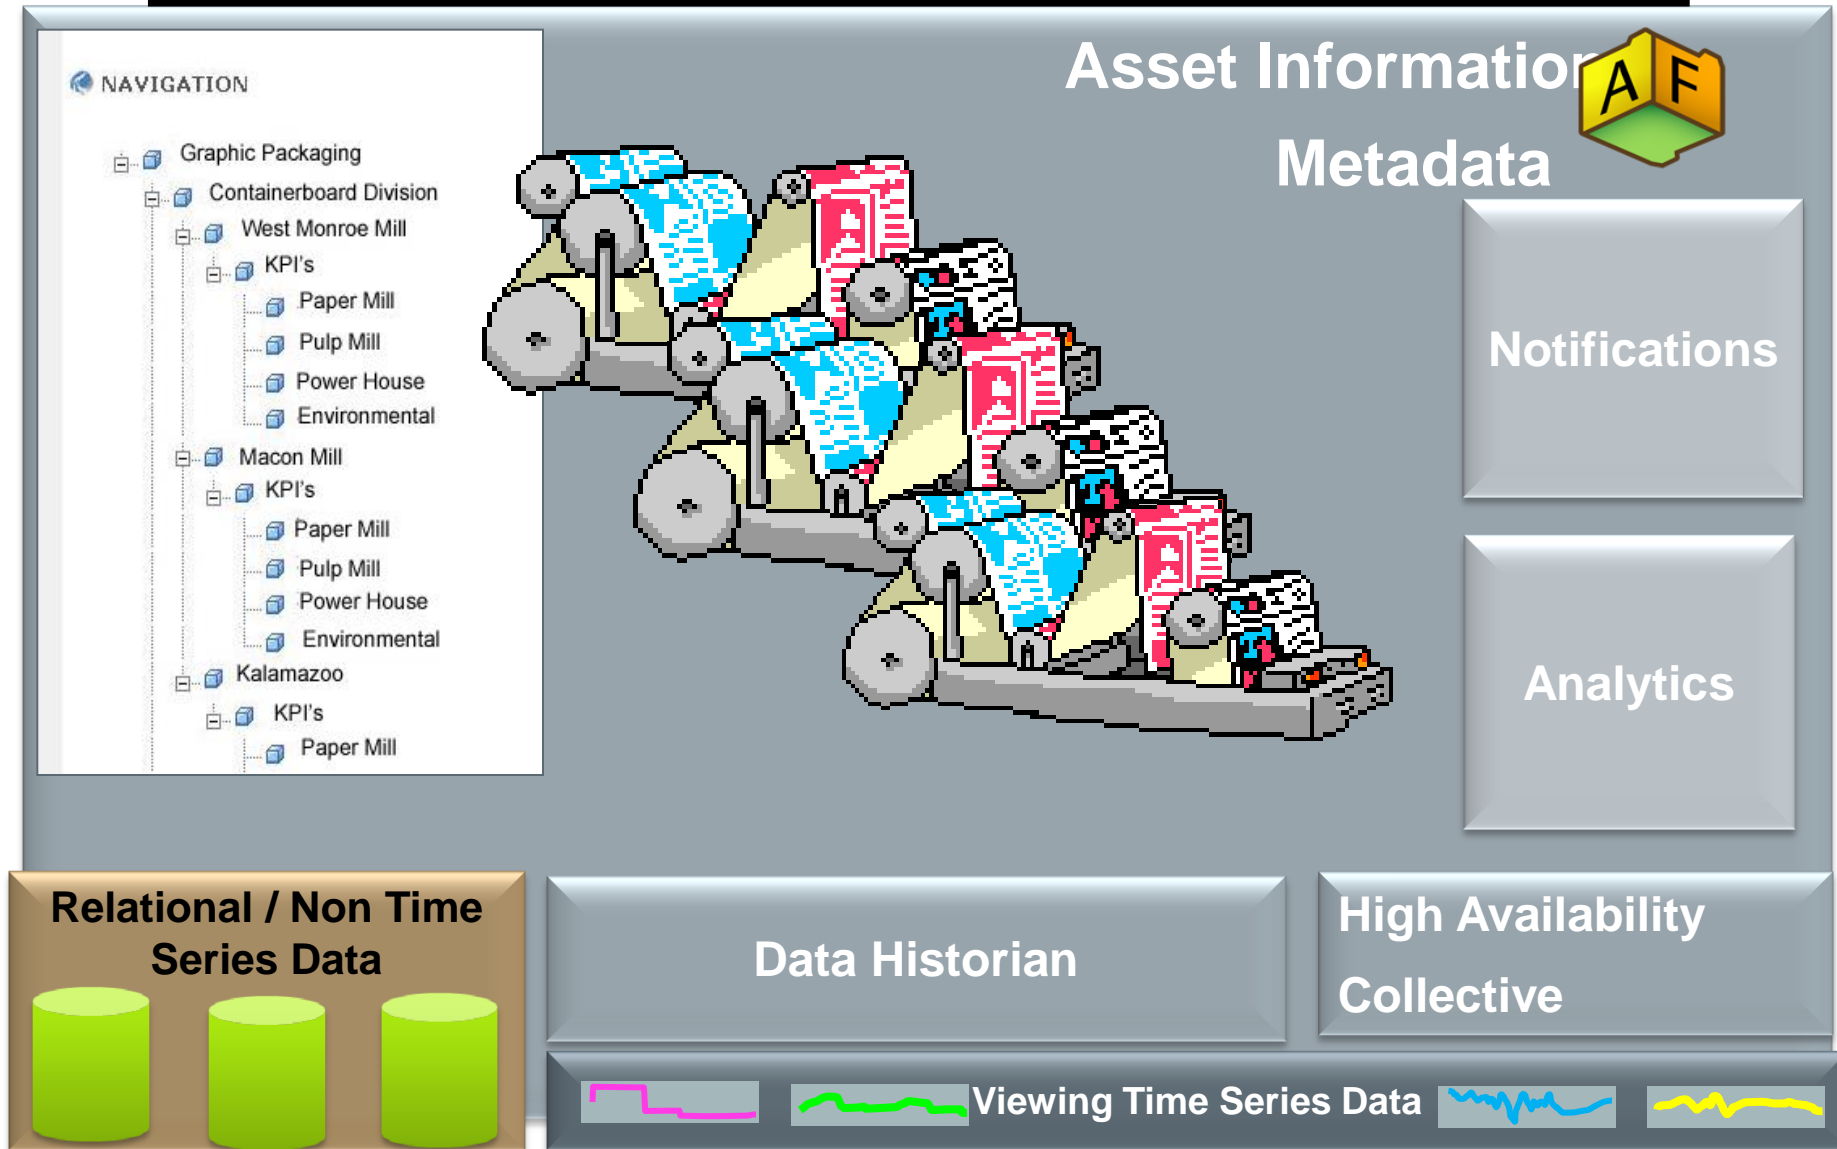 Asset Information
Metadata
A F
NAVIGATION
Graphic Packaging
Containerboard Division
West Monroe Mill
KPI's
Paper Mill
Pulp Mill
Power House
Environmental
Macon Mill
KPI's
Paper Mill
Pulp Mill
Power House
Environmental
Kalamazoo
KPI's
Paper Mill
Notifications
Analytics
Relational / Non Time
Series Data
Data Historian
High Availability
Collective
Viewing Time Series Data